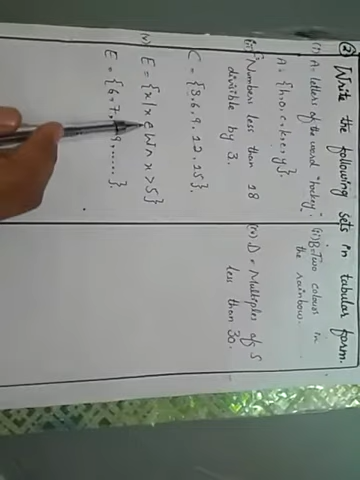 ② Write the following sets in tabular form.
(i) A = letters of the word "hockey".
A = {h, o, c, k, e, y}.
(ii) B = Two colours in
the rainbow.
(iii) Numbers less than 18
divisible by 3.
C = {3, 6, 9, 12, 15}.
(iv) D = Multiples of 5
less than 30.
v) E = {x / x ∈ W ∧ x > 5}
E = {6, 7, 9, ......}.